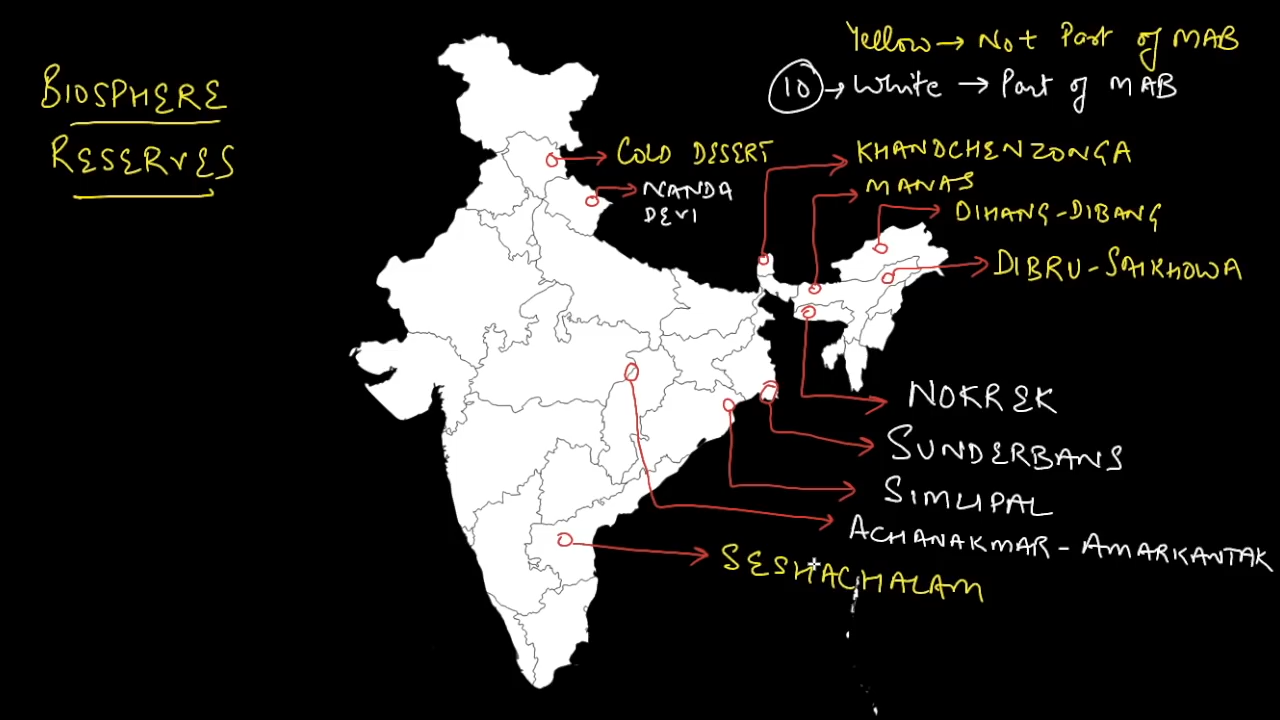 Yellow → Not Part of MAB
10 → White → Part of MAB
BIOSPHERE
RESERVES
COLD DESERT
NANDA
DEVI
KHANDCHENZONGA
MANAS
DIHANG-DIBANG
DIBRU-SAIKHOWA
NOKREK
SUNDERBANS
SIMLIPAL
ACHANAKMAR-AMARKANTAK
SESHACHALAM